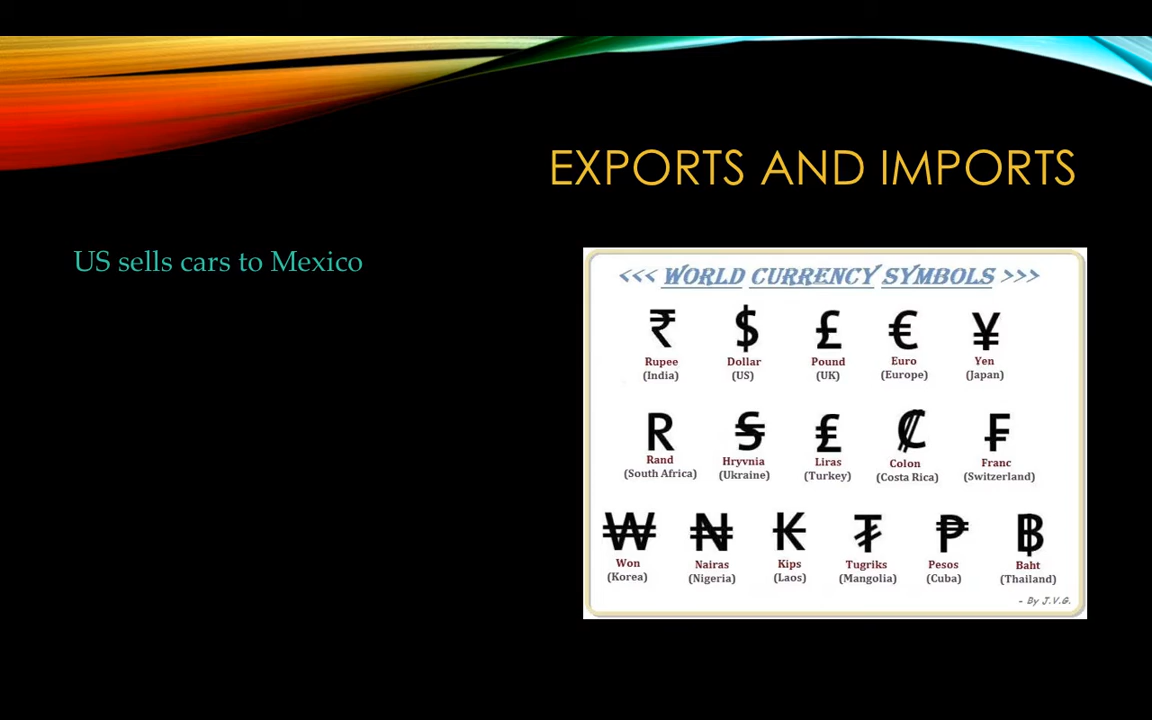 EXPORTS AND IMPORTS
US sells cars to Mexico
<<< WORLD CURRENCY SYMBOLS >>>
₹ $ £ € ¥
Rupee Dollar Pound Euro Yen
(India) (US) (UK) (Europe) (Japan)
R ₴ ₤ ₡ ₣
Rand Hryvnia Liras Colon Franc
(South Africa) (Ukraine) (Turkey) (Costa Rica) (Switzerland)
₩ ₦ ₭ ₮ ₱ ฿
Won Nairas Kips Tugriks Pesos Baht
(Korea) (Nigeria) (Laos) (Mangolia) (Cuba) (Thailand)
- By J.V.G.